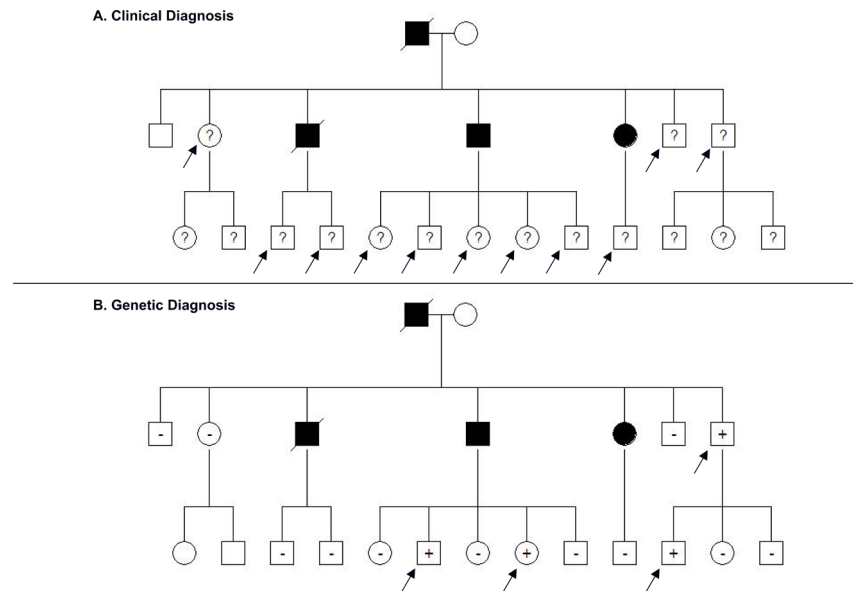 A. Clinical Diagnosis
? ? ?
? ? ? ? ? ? ? ? ? ? ? ? ?
B. Genetic Diagnosis
- - - +
- - - + - + - - + - -